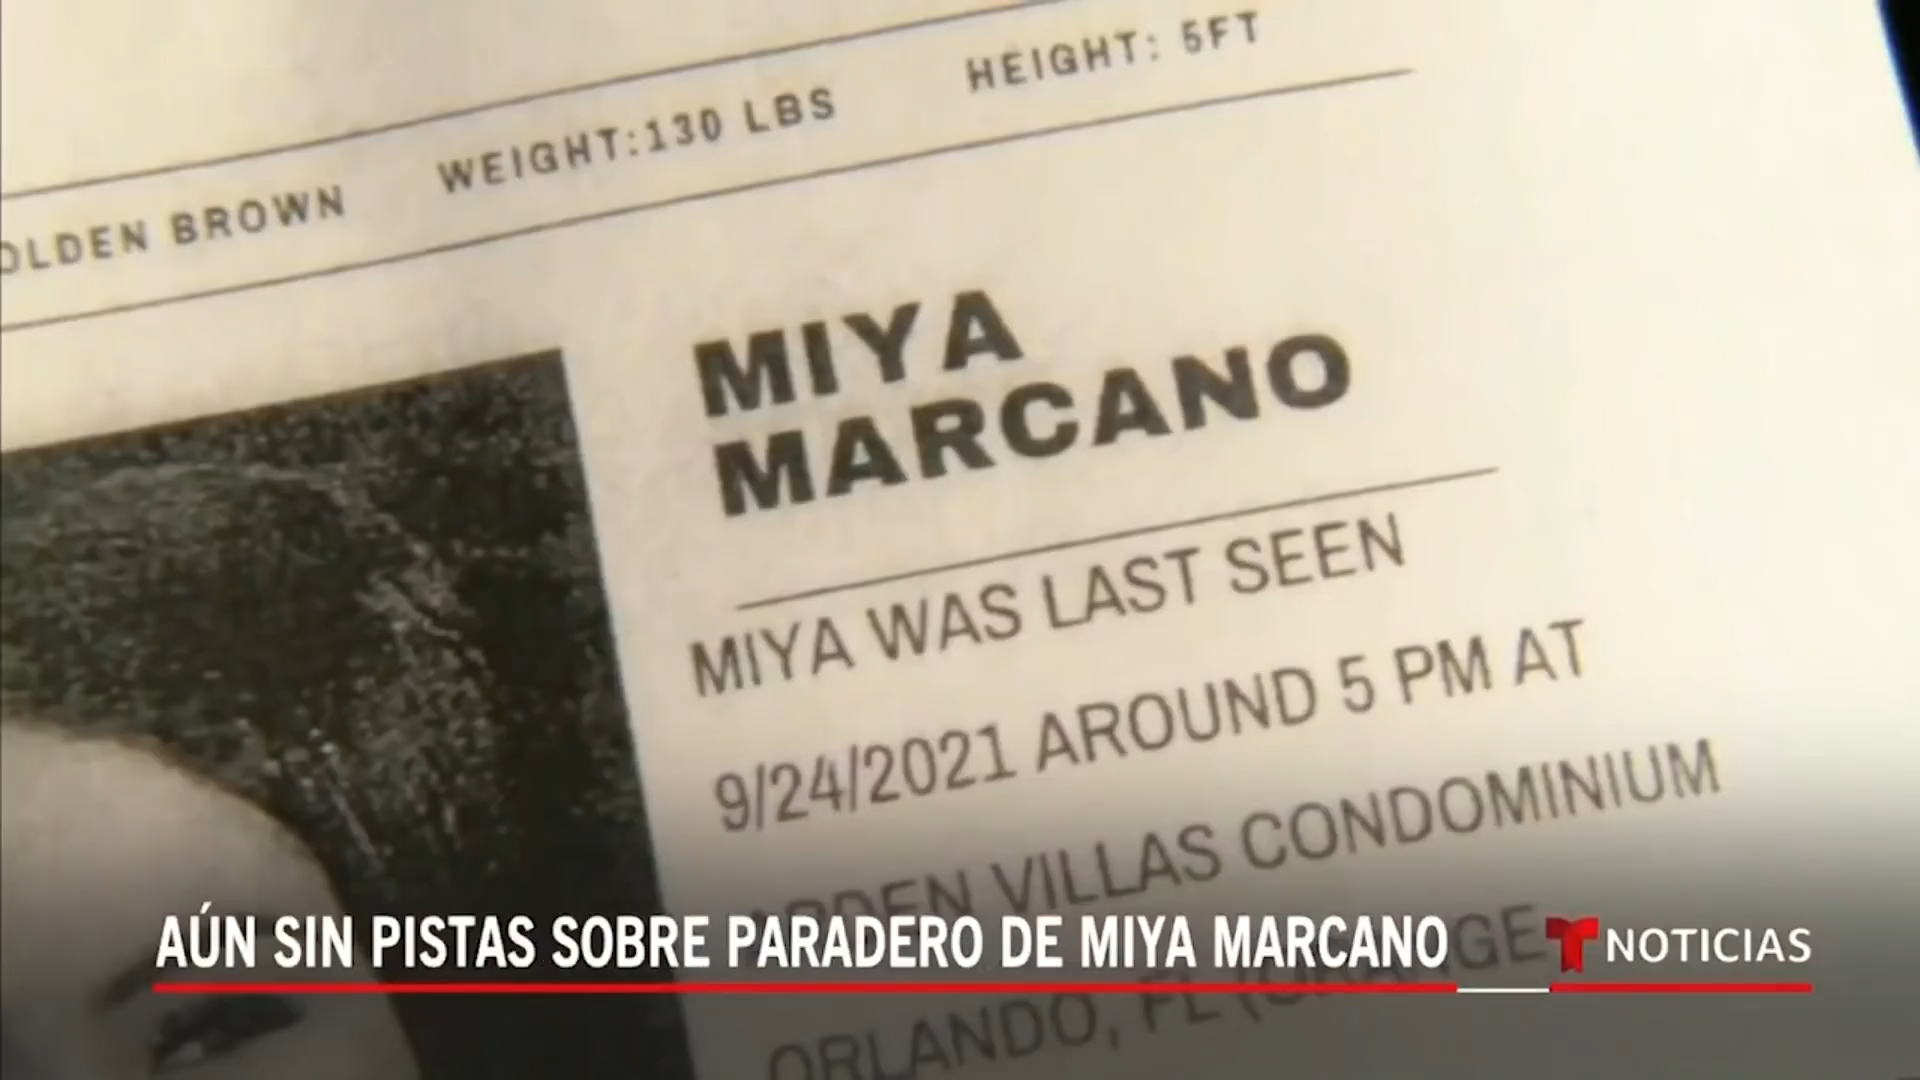 HEIGHT: 5FT
WEIGHT:130 LBS
OLDEN BROWN
MIYA
MARCANO
MIYA WAS LAST SEEN
9/24/2021 AROUND 5 PM AT
VILLAS CONDOMINIUM
ORLANDO, FL
AÚN SIN PISTAS SOBRE PARADERO DE MIYA MARCANO
NOTICIAS